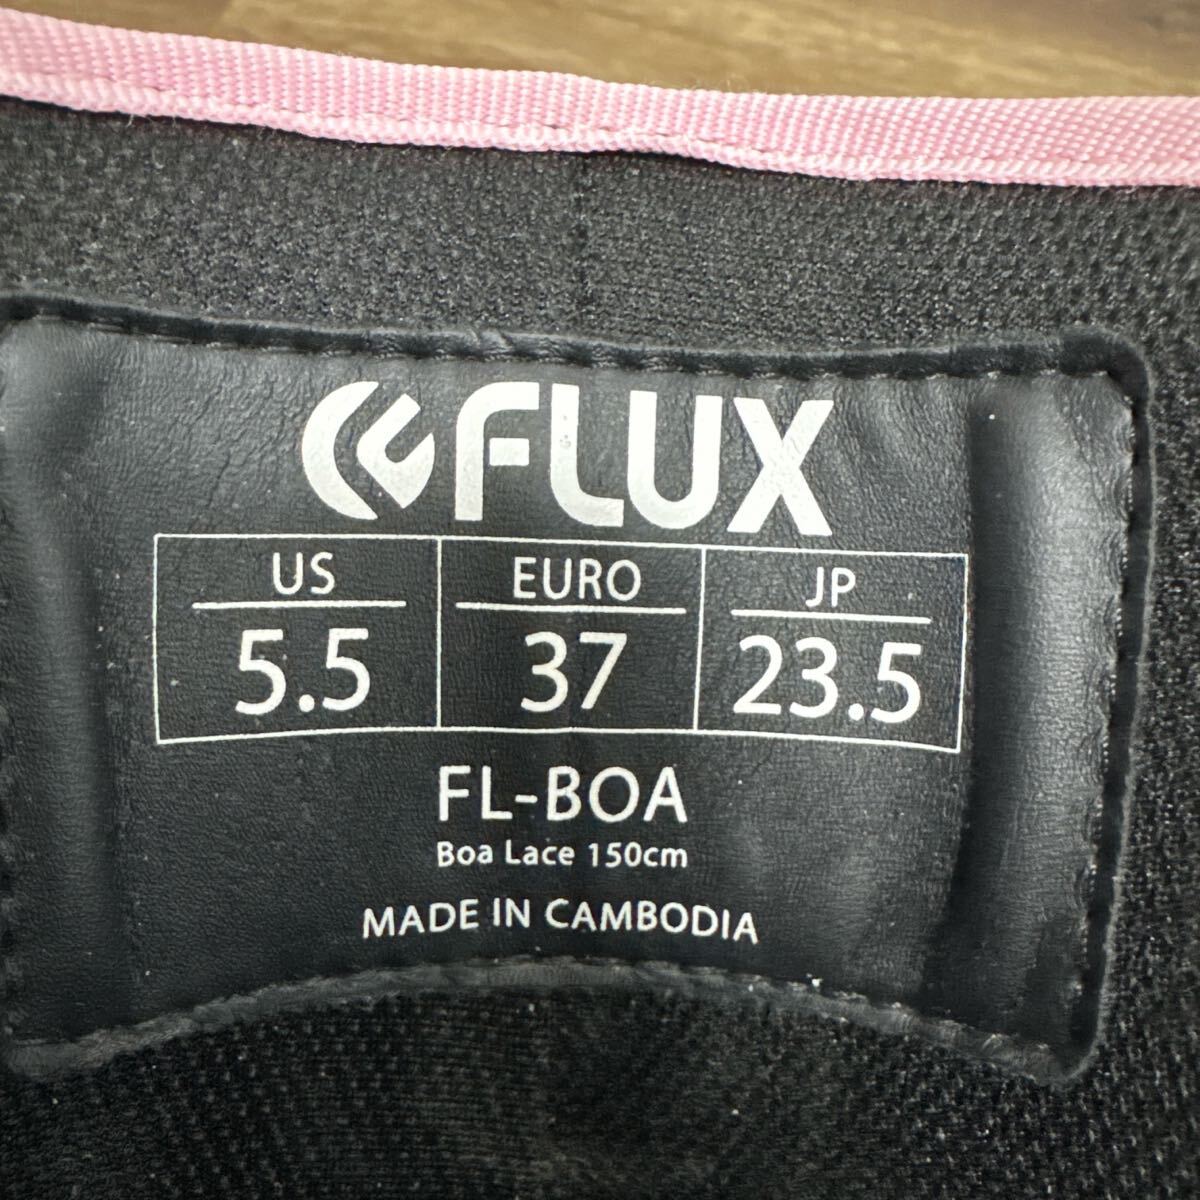 FLUX
US EURO JP
5.5 37 23.5
FL-BOA
Boa Lace 150cm
MADE IN CAMBODIA